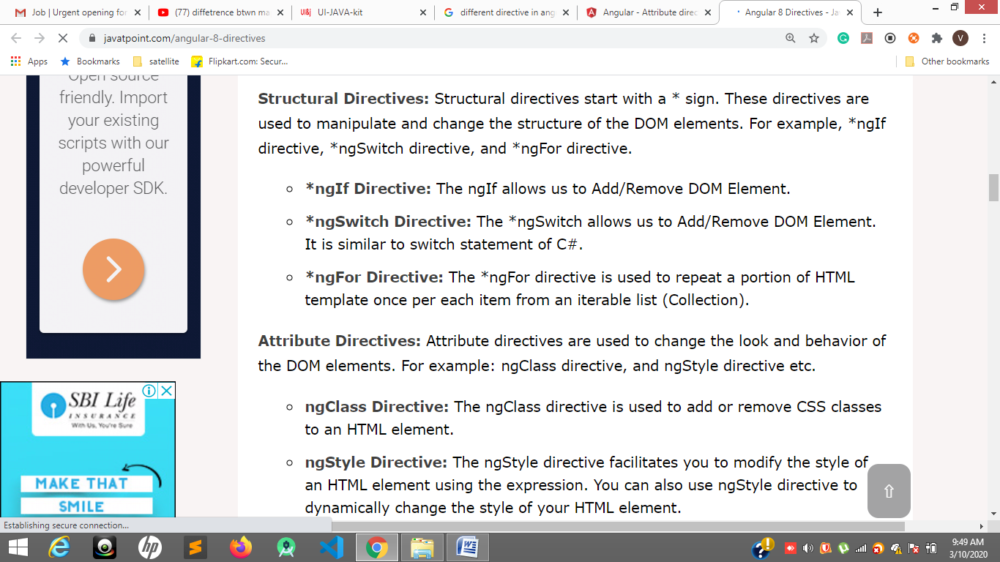 Job | Urgent opening for
(77) diffetrence btwn ma
UI-JAVA-kit
different directive in ang
Angular - Attribute direc
Angular 8 Directives - Ja
javatpoint.com/angular-8-directives
V
Apps
Bookmarks
satellite
Flipkart.com: Secur...
Other bookmarks
Open source
friendly. Import
your existing
scripts with our
powerful
developer SDK.
SBI Life
INSURANCE
With Us, You're Sure
MAKE THAT
SMILE
Structural Directives: Structural directives start with a * sign. These directives are
used to manipulate and change the structure of the DOM elements. For example, *ngIf
directive, *ngSwitch directive, and *ngFor directive.
*ngIf Directive: The ngIf allows us to Add/Remove DOM Element.
*ngSwitch Directive: The *ngSwitch allows us to Add/Remove DOM Element.
It is similar to switch statement of C#.
*ngFor Directive: The *ngFor directive is used to repeat a portion of HTML
template once per each item from an iterable list (Collection).
Attribute Directives: Attribute directives are used to change the look and behavior of
the DOM elements. For example: ngClass directive, and ngStyle directive etc.
ngClass Directive: The ngClass directive is used to add or remove CSS classes
to an HTML element.
ngStyle Directive: The ngStyle directive facilitates you to modify the style of
an HTML element using the expression. You can also use ngStyle directive to
dynamically change the style of your HTML element.
Establishing secure connection...
9:49 AM
3/10/2020